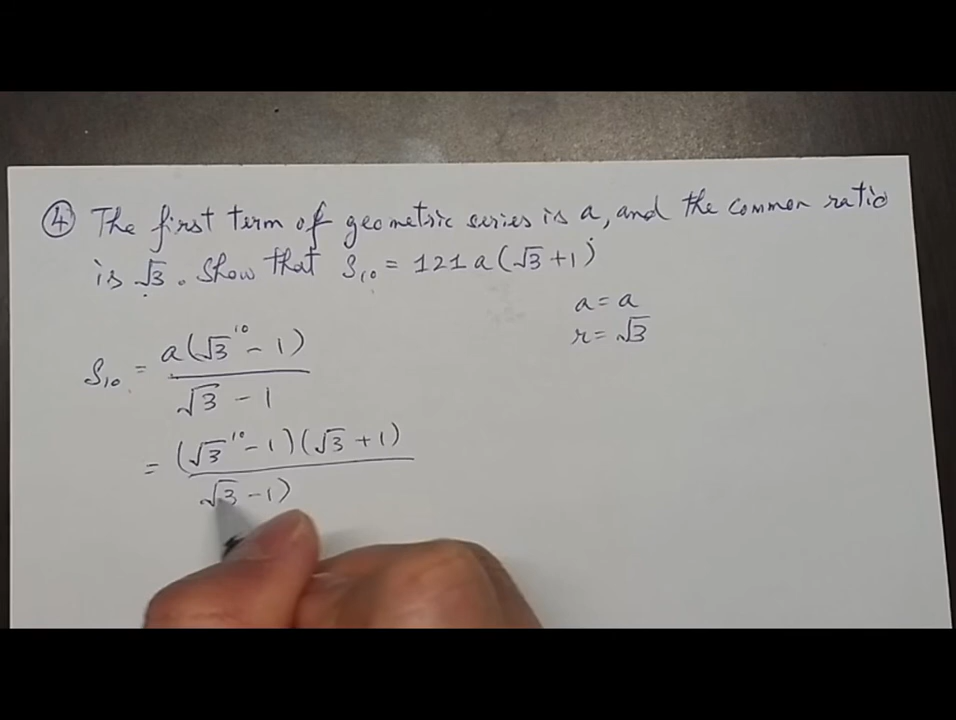 ④ The first term of geometric series is a, and the common ratio
is √3. Show that S₁₀ = 121a(√3+1)
a = a
r = √3
S₁₀ = a(√3¹⁰ - 1)
√3 - 1
= (√3¹⁰ - 1)(√3 + 1)
√3 - 1)